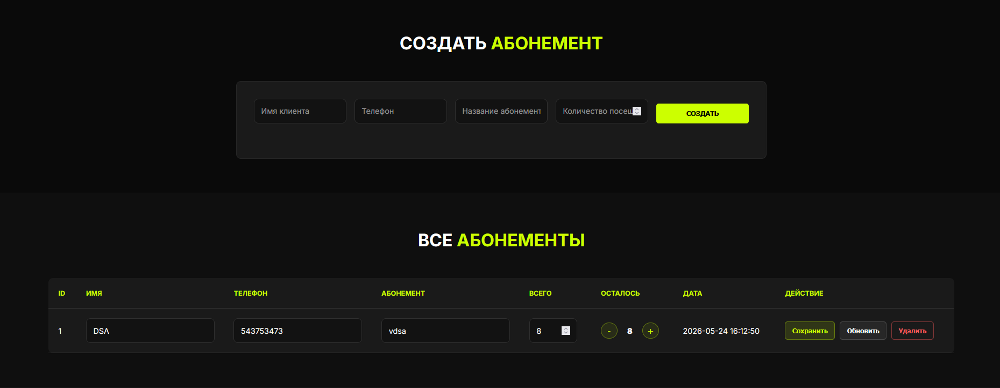 СОЗДАТЬ АБОНЕМЕНТ
Имя клиента Телефон Название абонемент Количество посещ СОЗДАТЬ
ВСЕ АБОНЕМЕНТЫ
ID ИМЯ ТЕЛЕФОН АБОНЕМЕНТ ВСЕГО ОСТАЛОСЬ ДАТА ДЕЙСТВИЕ
1 DSA 543753473 vdsa 8 - 8 + 2026-05-24 16:12:50 Сохранить Обновить Удалить